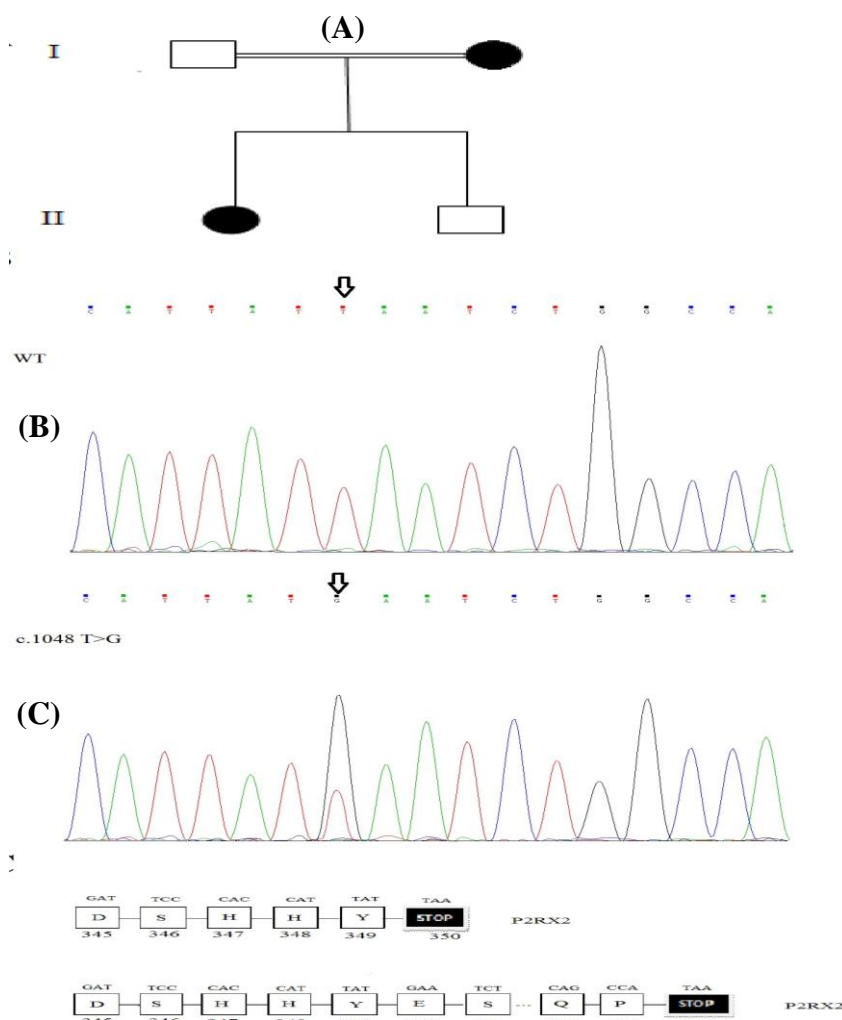 (A)
I
II
C A T T A T T A A T C T G G C C A
WT
(B)
C A T T A T G A A T C T G G C C A
c.1048 T>G
(C)
C
GAT TCC CAC CAT TAT TAA
D S H H Y STOP P2RX2
345 346 347 348 349 350
GAT TCC CAC CAT TAT GAA TCT CAG CCA TAA
D S H H Y E S ... Q P STOP P2RX2